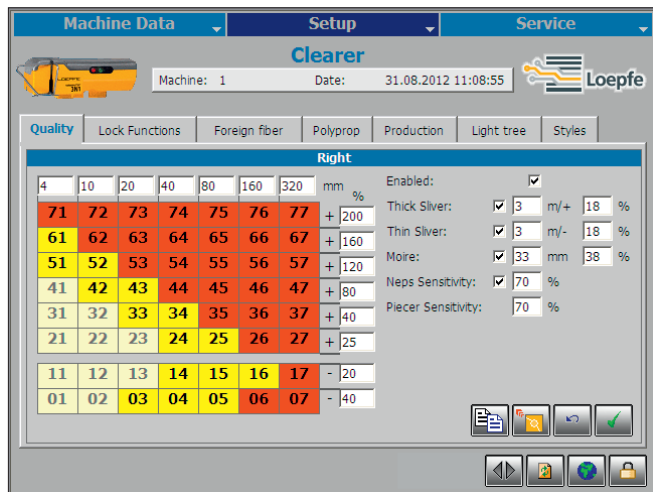 Machine Data Setup Service
Clearer
LOEPFE
3N1
Machine: 1 Date: 31.08.2012 11:08:55
Loepfe
Quality Lock Functions Foreign fiber Polyprop Production Light tree Styles
Right
4 10 20 40 80 160 320 mm %
Enabled:
71 72 73 74 75 76 77 + 200
Thick Sliver: 3 m/+ 18 %
61 62 63 64 65 66 67 + 160
Thin Sliver: 3 m/- 18 %
51 52 53 54 55 56 57 + 120
Moire: 33 mm 38 %
41 42 43 44 45 46 47 + 80
Neps Sensitivity: 70 %
31 32 33 34 35 36 37 + 40
Piecer Sensitivity: 70 %
21 22 23 24 25 26 27 + 25
11 12 13 14 15 16 17 - 20
01 02 03 04 05 06 07 - 40